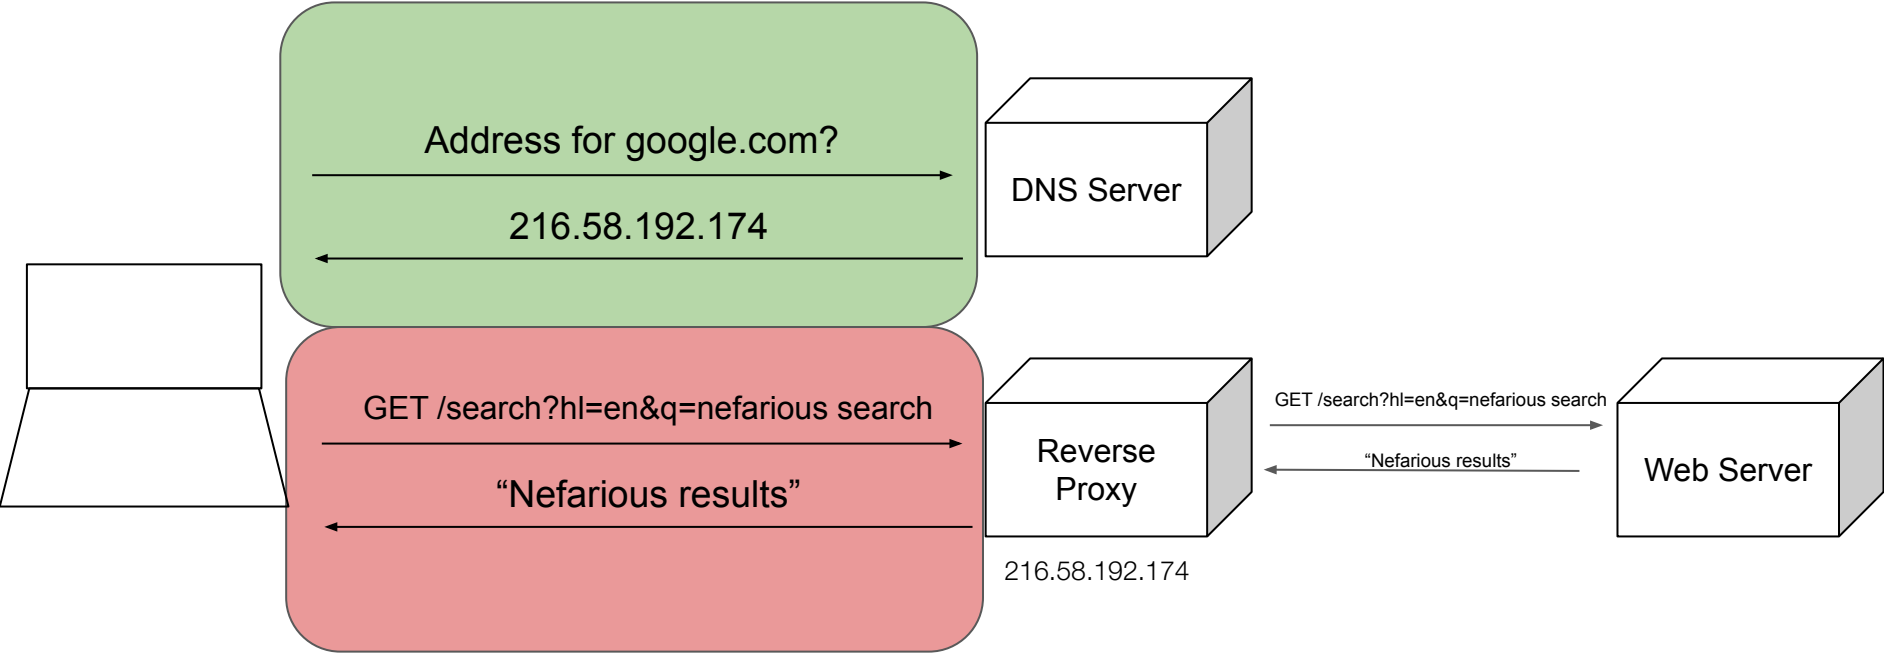 Address for google.com?
216.58.192.174
DNS Server
GET /search?hl=en&q=nefarious search
“Nefarious results”
Reverse
Proxy
216.58.192.174
GET /search?hl=en&q=nefarious search
“Nefarious results”
Web Server